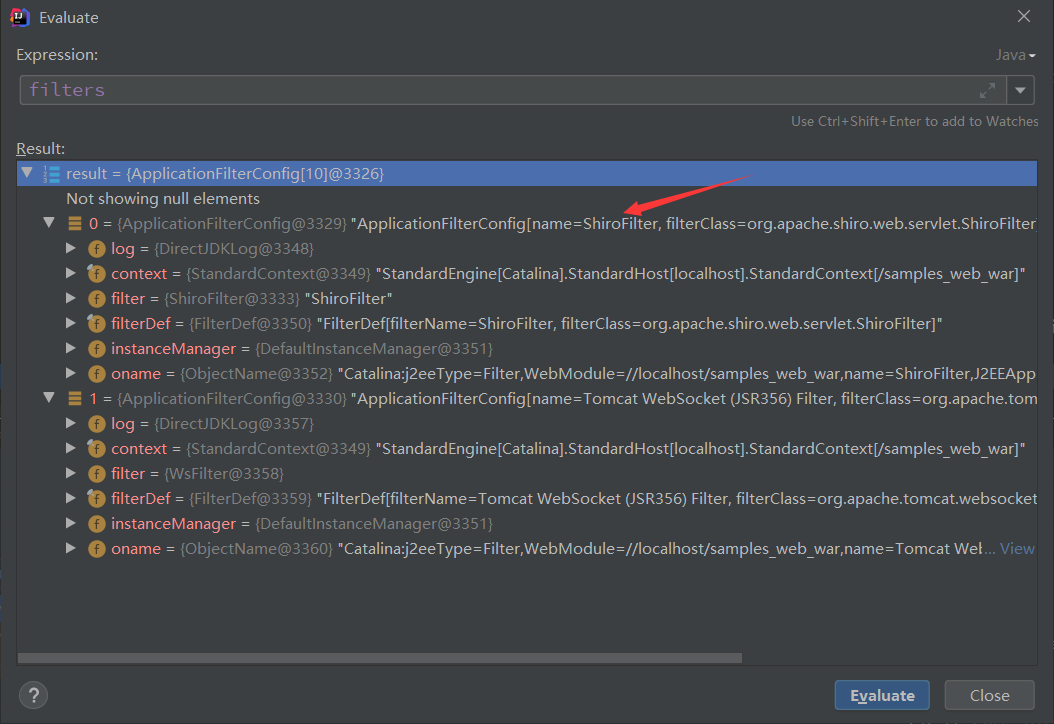 Evaluate
Expression:
Java
filters
Use Ctrl+Shift+Enter to add to Watches
Result:
result = {ApplicationFilterConfig[10]@3326}
Not showing null elements
0 = {ApplicationFilterConfig@3329} "ApplicationFilterConfig[name=ShiroFilter, filterClass=org.apache.shiro.web.servlet.ShiroFilter
f log = {DirectJDKLog@3348}
f context = {StandardContext@3349} "StandardEngine[Catalina].StandardHost[localhost].StandardContext[/samples_web_war]"
f filter = {ShiroFilter@3333} "ShiroFilter"
f filterDef = {FilterDef@3350} "FilterDef[filterName=ShiroFilter, filterClass=org.apache.shiro.web.servlet.ShiroFilter]"
f instanceManager = {DefaultInstanceManager@3351}
f oname = {ObjectName@3352} "Catalina:j2eeType=Filter,WebModule=//localhost/samples_web_war,name=ShiroFilter,J2EEApp
1 = {ApplicationFilterConfig@3330} "ApplicationFilterConfig[name=Tomcat WebSocket (JSR356) Filter, filterClass=org.apache.tom
f log = {DirectJDKLog@3357}
f context = {StandardContext@3349} "StandardEngine[Catalina].StandardHost[localhost].StandardContext[/samples_web_war]"
f filter = {WsFilter@3358}
f filterDef = {FilterDef@3359} "FilterDef[filterName=Tomcat WebSocket (JSR356) Filter, filterClass=org.apache.tomcat.websocket
f instanceManager = {DefaultInstanceManager@3351}
f oname = {ObjectName@3360} "Catalina:j2eeType=Filter,WebModule=//localhost/samples_web_war,name=Tomcat Wel... View
? Evaluate Close